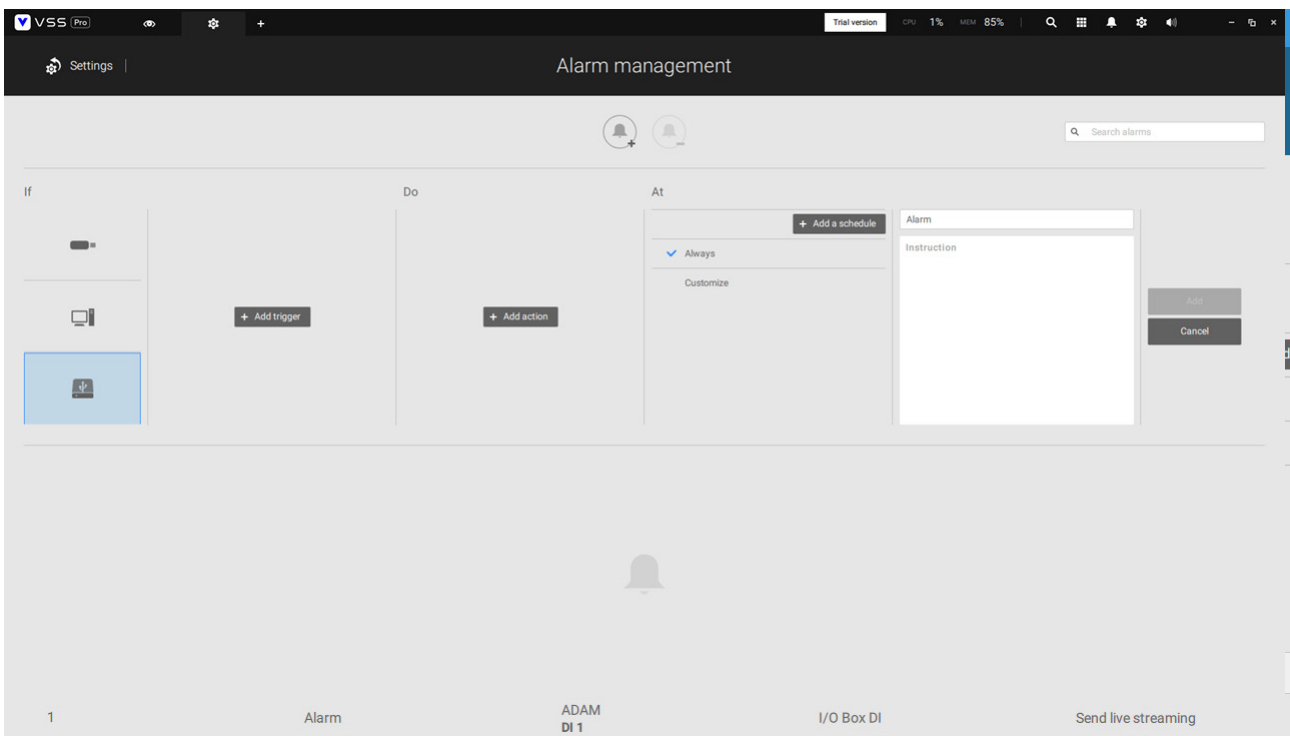 VSS Pro
Trial version
CPU 1% MEM 85%
Settings
Alarm management
Search alarms
If
Do
At
+ Add a schedule
Alarm
Always
Instruction
Customize
+ Add trigger
+ Add action
Add
Cancel
1
Alarm
ADAM
DI 1
I/O Box DI
Send live streaming